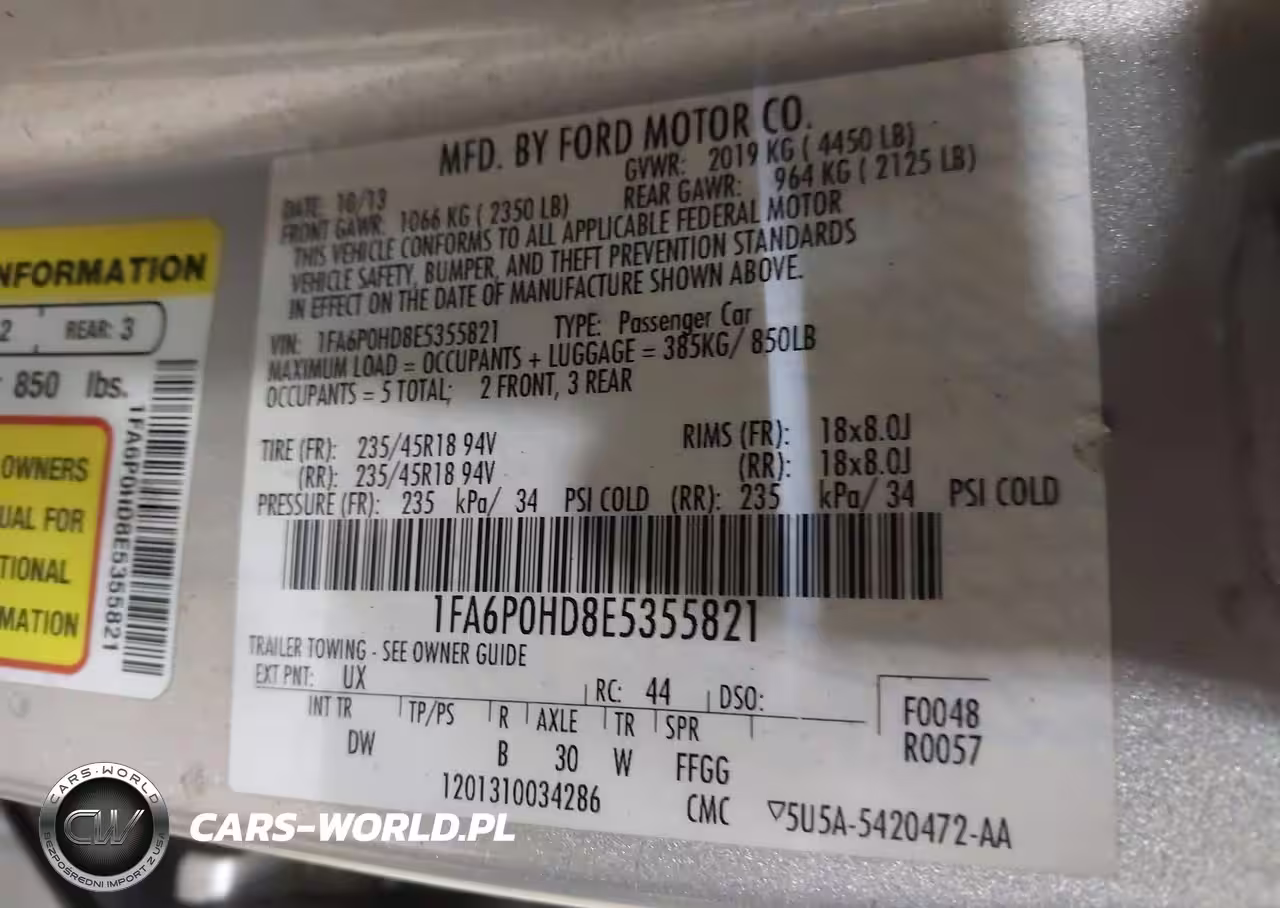 NFORMATION
2 REAR: 3
850 lbs.
OWNERS
UAL FOR
TIONAL
MATION
1FA6P0HD8E5355821
MFD. BY FORD MOTOR CO.
DATE: 10/13 GVWR: 2019 KG ( 4450 LB)
FRONT GAWR: 1066 KG ( 2350 LB) REAR GAWR: 964 KG ( 2125 LB)
THIS VEHICLE CONFORMS TO ALL APPLICABLE FEDERAL MOTOR
VEHICLE SAFETY, BUMPER, AND THEFT PREVENTION STANDARDS
IN EFFECT ON THE DATE OF MANUFACTURE SHOWN ABOVE.
VIN: 1FA6P0HD8E5355821 TYPE: Passenger Car
MAXIMUM LOAD = OCCUPANTS + LUGGAGE = 385KG/ 850LB
OCCUPANTS = 5 TOTAL; 2 FRONT, 3 REAR
TIRE (FR): 235/45R18 94V RIMS (FR): 18x8.0J
(RR): 235/45R18 94V (RR): 18x8.0J
PRESSURE (FR): 235 kPa/ 34 PSI COLD (RR): 235 kPa/ 34 PSI COLD
1FA6P0HD8E5355821
TRAILER TOWING - SEE OWNER GUIDE
EXT PNT: UX RC: 44 DSO:
INT TR TP/PS R AXLE TR SPR
DW B 30 W FFGG
F0048
R0057
1201310034286 CMC ▽5U5A-5420472-AA
CARS-WORLD
CW
BEZPOŚREDNI IMPORT Z USA
CARS-WORLD.PL